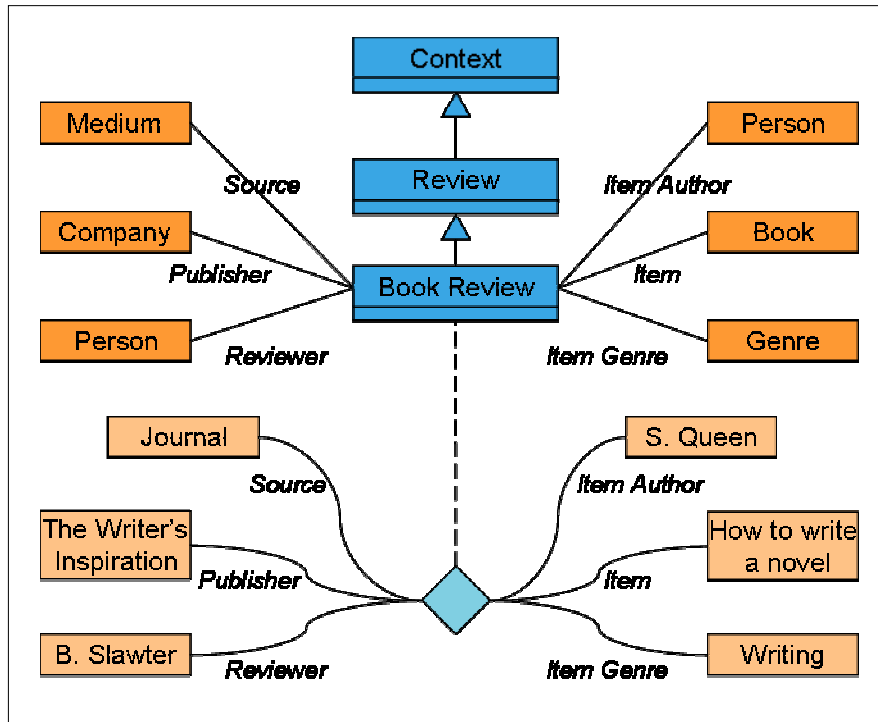 Context
Medium
Person
Source
Review
Item Author
Company
Book
Publisher
Book Review
Item
Person
Genre
Reviewer
Item Genre
Journal
S. Queen
Source
Item Author
The Writer's
Inspiration
How to write
a novel
Publisher
Item
B. Slawter
Writing
Reviewer
Item Genre